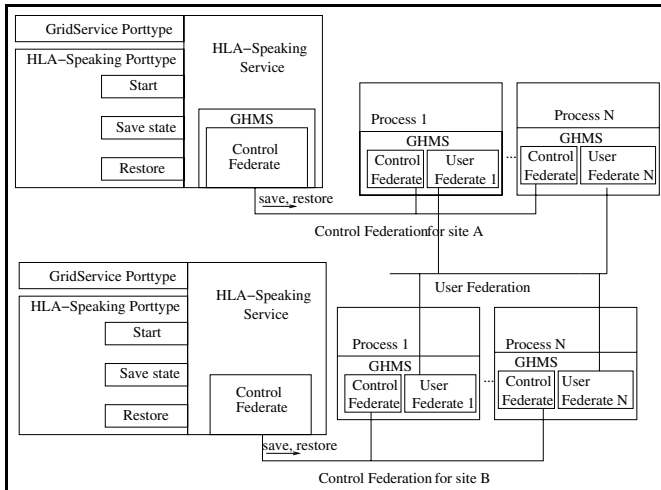 GridService Porttype
HLA−Speaking Porttype
Start
Save state
Restore
HLA−Speaking
Service
GHMS
Control
Federate
save, restore
Process 1
GHMS
Control
Federate
User
Federate 1
...
Process N
GHMS
Control
Federate
User
Federate N
Control Federation for site A
User Federation
GridService Porttype
HLA−Speaking Porttype
Start
Save state
Restore
HLA−Speaking
Service
Control
Federate
save, restore
Process 1
GHMS
Control
Federate
User
Federate 1
...
Process N
GHMS
Control
Federate
User
Federate N
Control Federation for site B